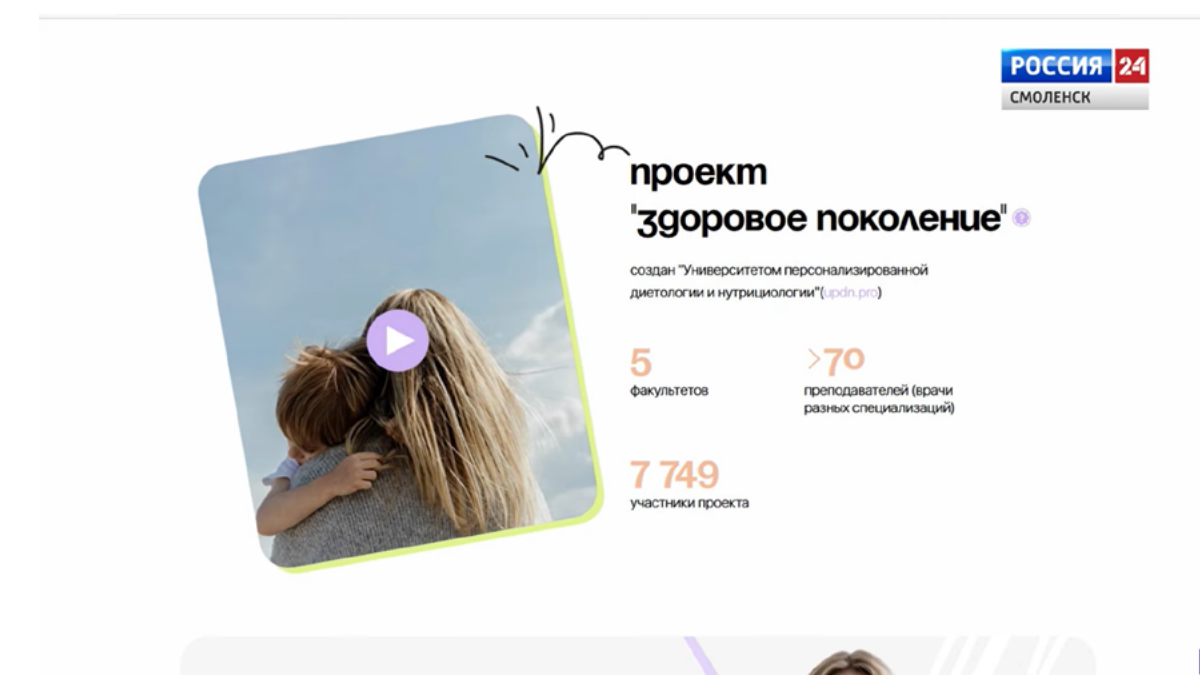 РОССИЯ 24
СМОЛЕНСК
проект
"здоровое поколение"
создан "Университетом персонализированной
диетологии и нутрициологии"(updn.pro)
5
факультетов
>70
преподавателей (врачи
разных специализаций)
7 749
участники проекта